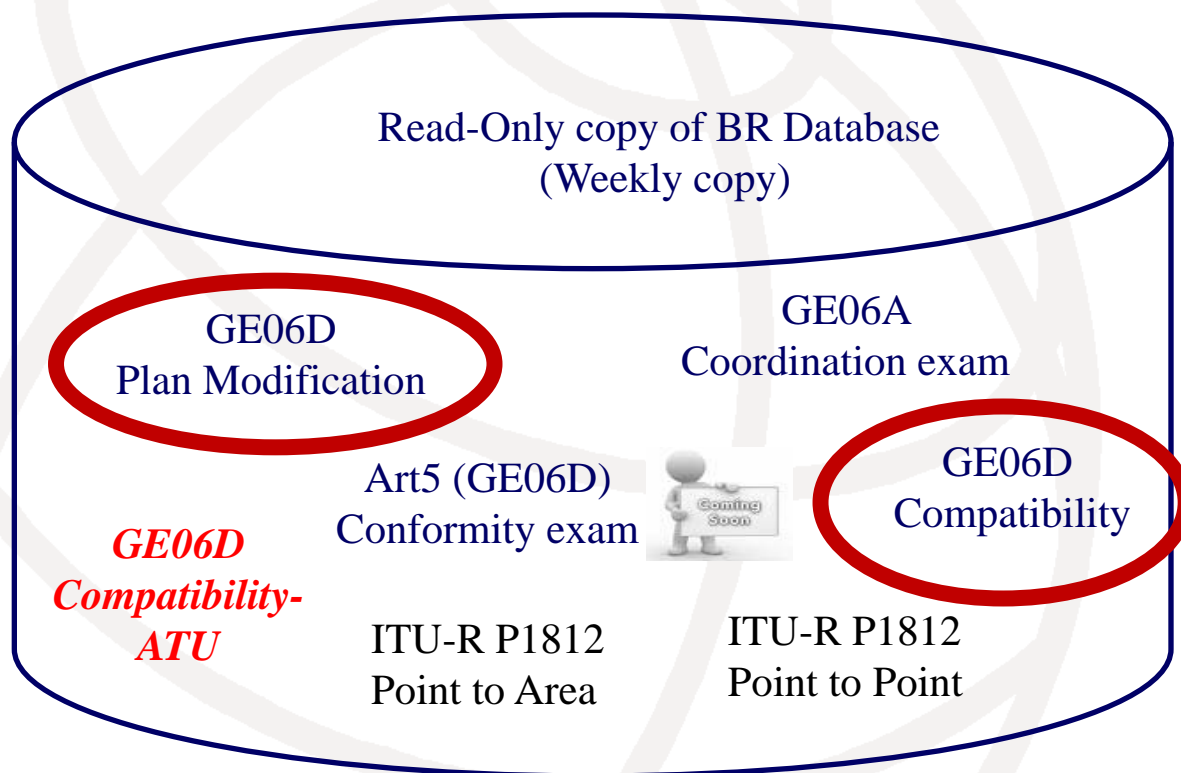 Read-Only copy of BR Database
(Weekly copy)
GE06D
Plan Modification
GE06A
Coordination exam
Art5 (GE06D)
Conformity exam
Coming
Soon
GE06D
Compatibility
GE06D
Compatibility-
ATU
ITU-R P1812
Point to Area
ITU-R P1812
Point to Point